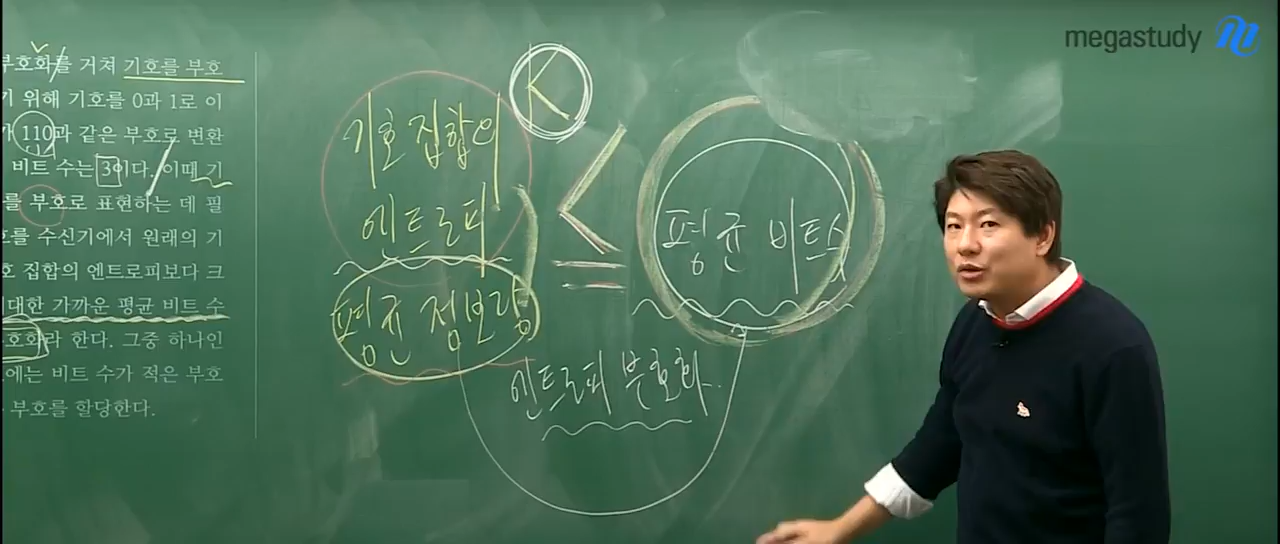 megastudy
부호화를 거쳐 기호를 부호
기 위해 기호를 0과 1로 이
110과 같은 부호로 변환
비트 수는 3이다. 이때 기
를 부호로 표현하는 데 필
호를 수신기에서 원래의 기
호 집합의 엔트로피보다 크
대한 가까운 평균 비트 수
호화라 한다. 그중 하나인
에는 비트 수가 적은 부호
부호를 할당한다.
기호 집합의 K
엔트로피
평균 정보량
≤
평균 비트수
엔트로피 부호화